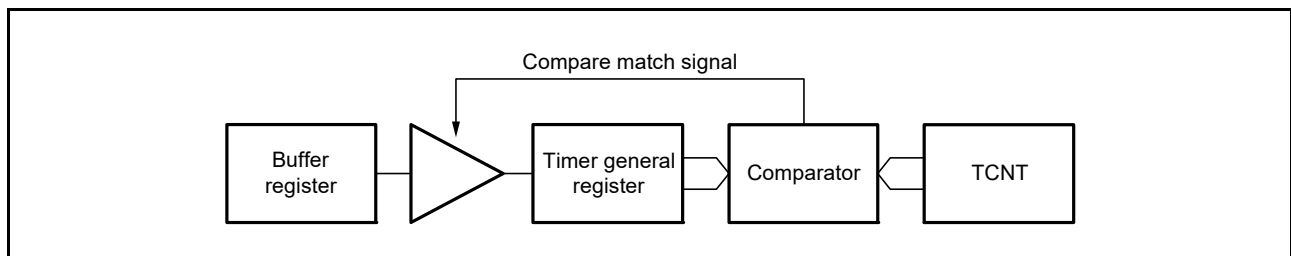 Compare match signal
Buffer
register
Timer general
register
Comparator
TCNT